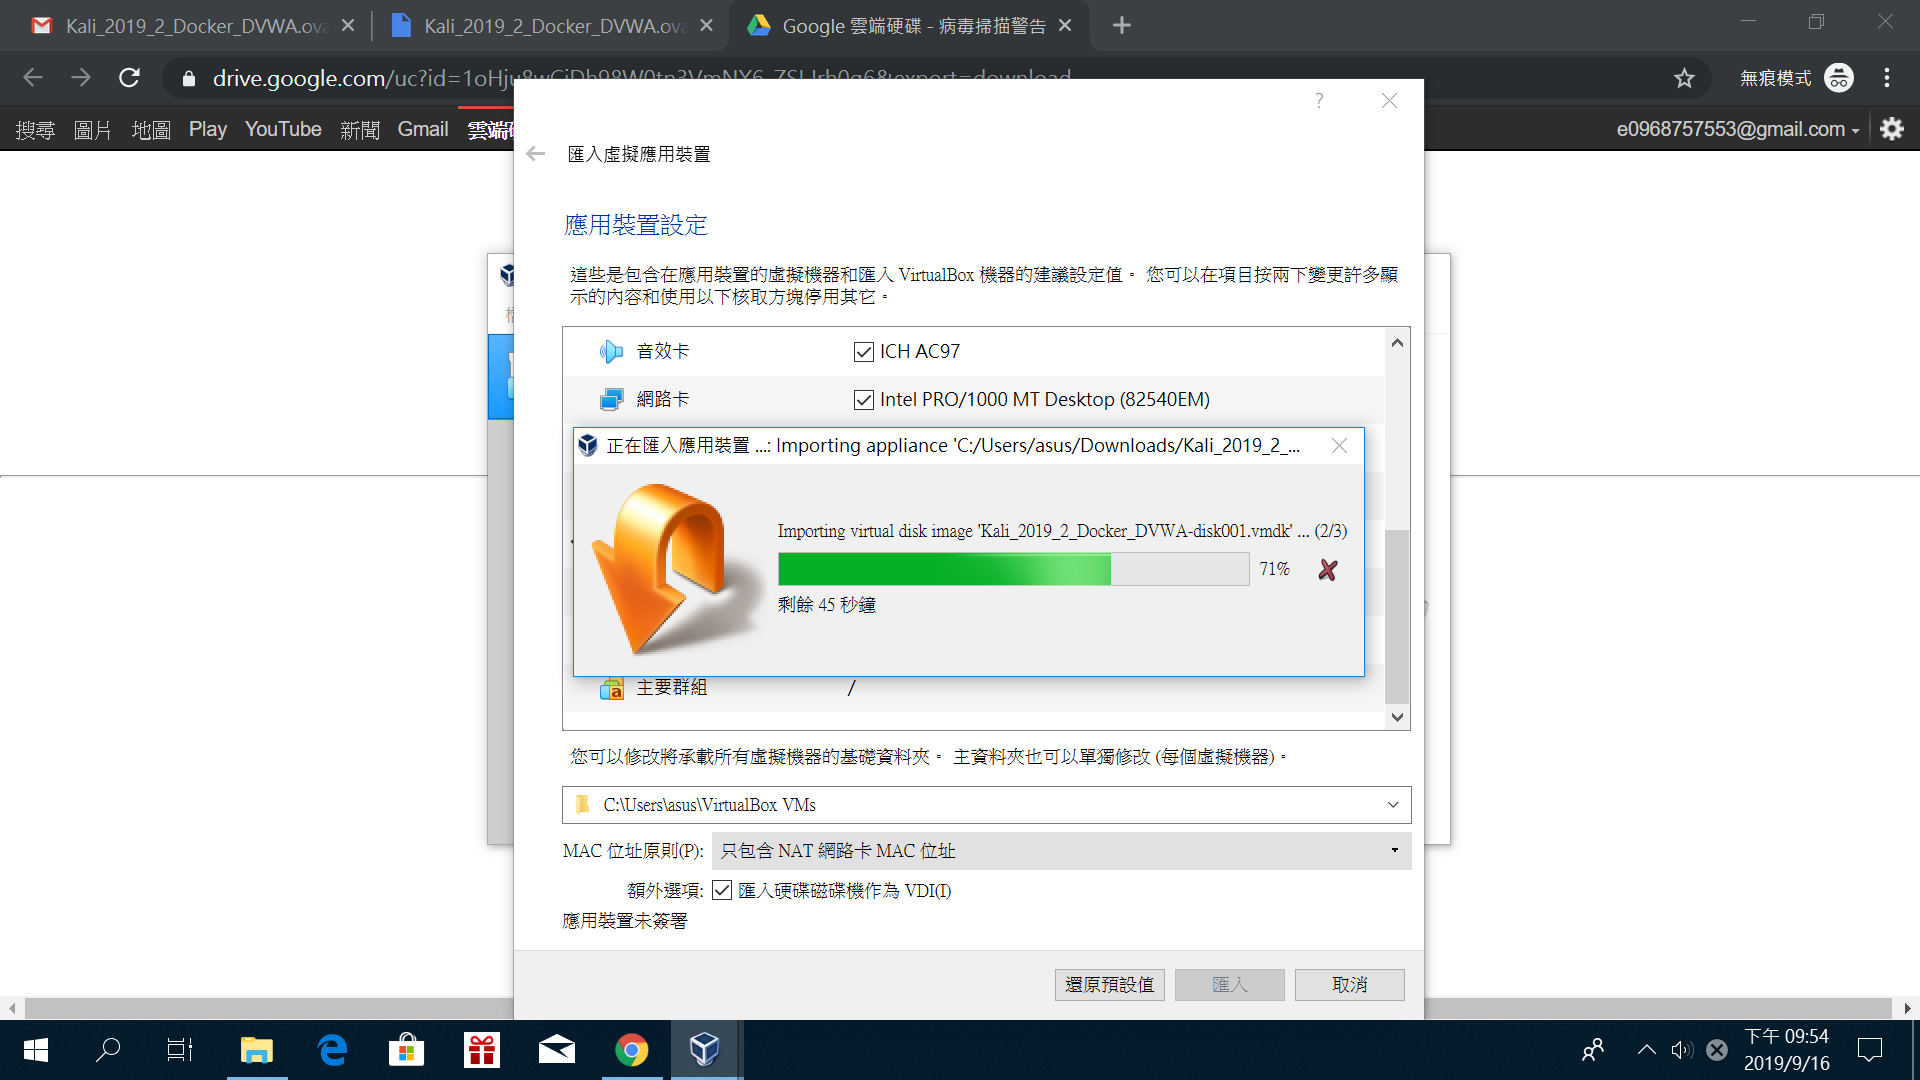 Kali_2019_2_Docker_DVWA.ova
Kali_2019_2_Docker_DVWA.ova
Google 雲端硬碟 - 病毒掃描警告
drive.google.com/uc?id=
無痕模式
搜尋 圖片 地圖 Play YouTube 新聞 Gmail 雲端硬
e0968757553@gmail.com
?
匯入虛擬應用裝置
應用裝置設定
這些是包含在應用裝置的虛擬機器和匯入 VirtualBox 機器的建議設定值。 您可以在項目按兩下變更許多顯
示的內容和使用以下核取方塊停用其它。
音效卡 ICH AC97
網路卡 Intel PRO/1000 MT Desktop (82540EM)
正在匯入應用裝置 ...: Importing appliance 'C:/Users/asus/Downloads/Kali_2019_2_...
Importing virtual disk image 'Kali_2019_2_Docker_DVWA-disk001.vmdk' ... (2/3)
71%
剩餘 45 秒鐘
主要群組 /
您可以修改將承載所有虛擬機器的基礎資料夾。 主資料夾也可以單獨修改 (每個虛擬機器)。
C:\Users\asus\VirtualBox VMs
MAC 位址原則(P): 只包含 NAT 網路卡 MAC 位址
額外選項: 匯入硬碟磁碟機作為 VDI(I)
應用裝置未簽署
還原預設值 匯入 取消
下午 09:54
2019/9/16